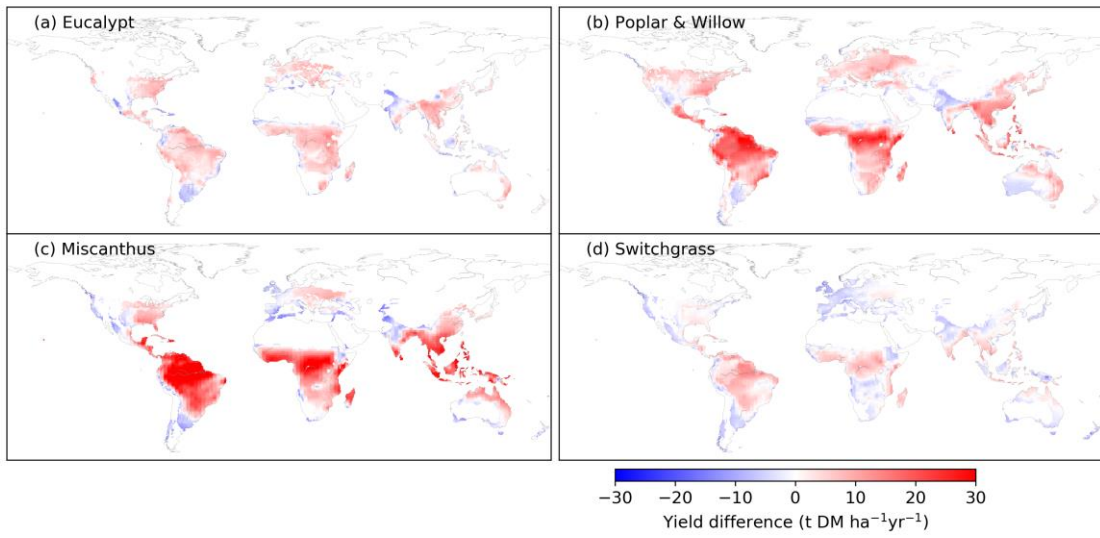 (a) Eucalypt
(b) Poplar & Willow
(c) Miscanthus
(d) Switchgrass
−30 −20 −10 0 10 20 30
Yield difference (t DM ha⁻¹yr⁻¹)